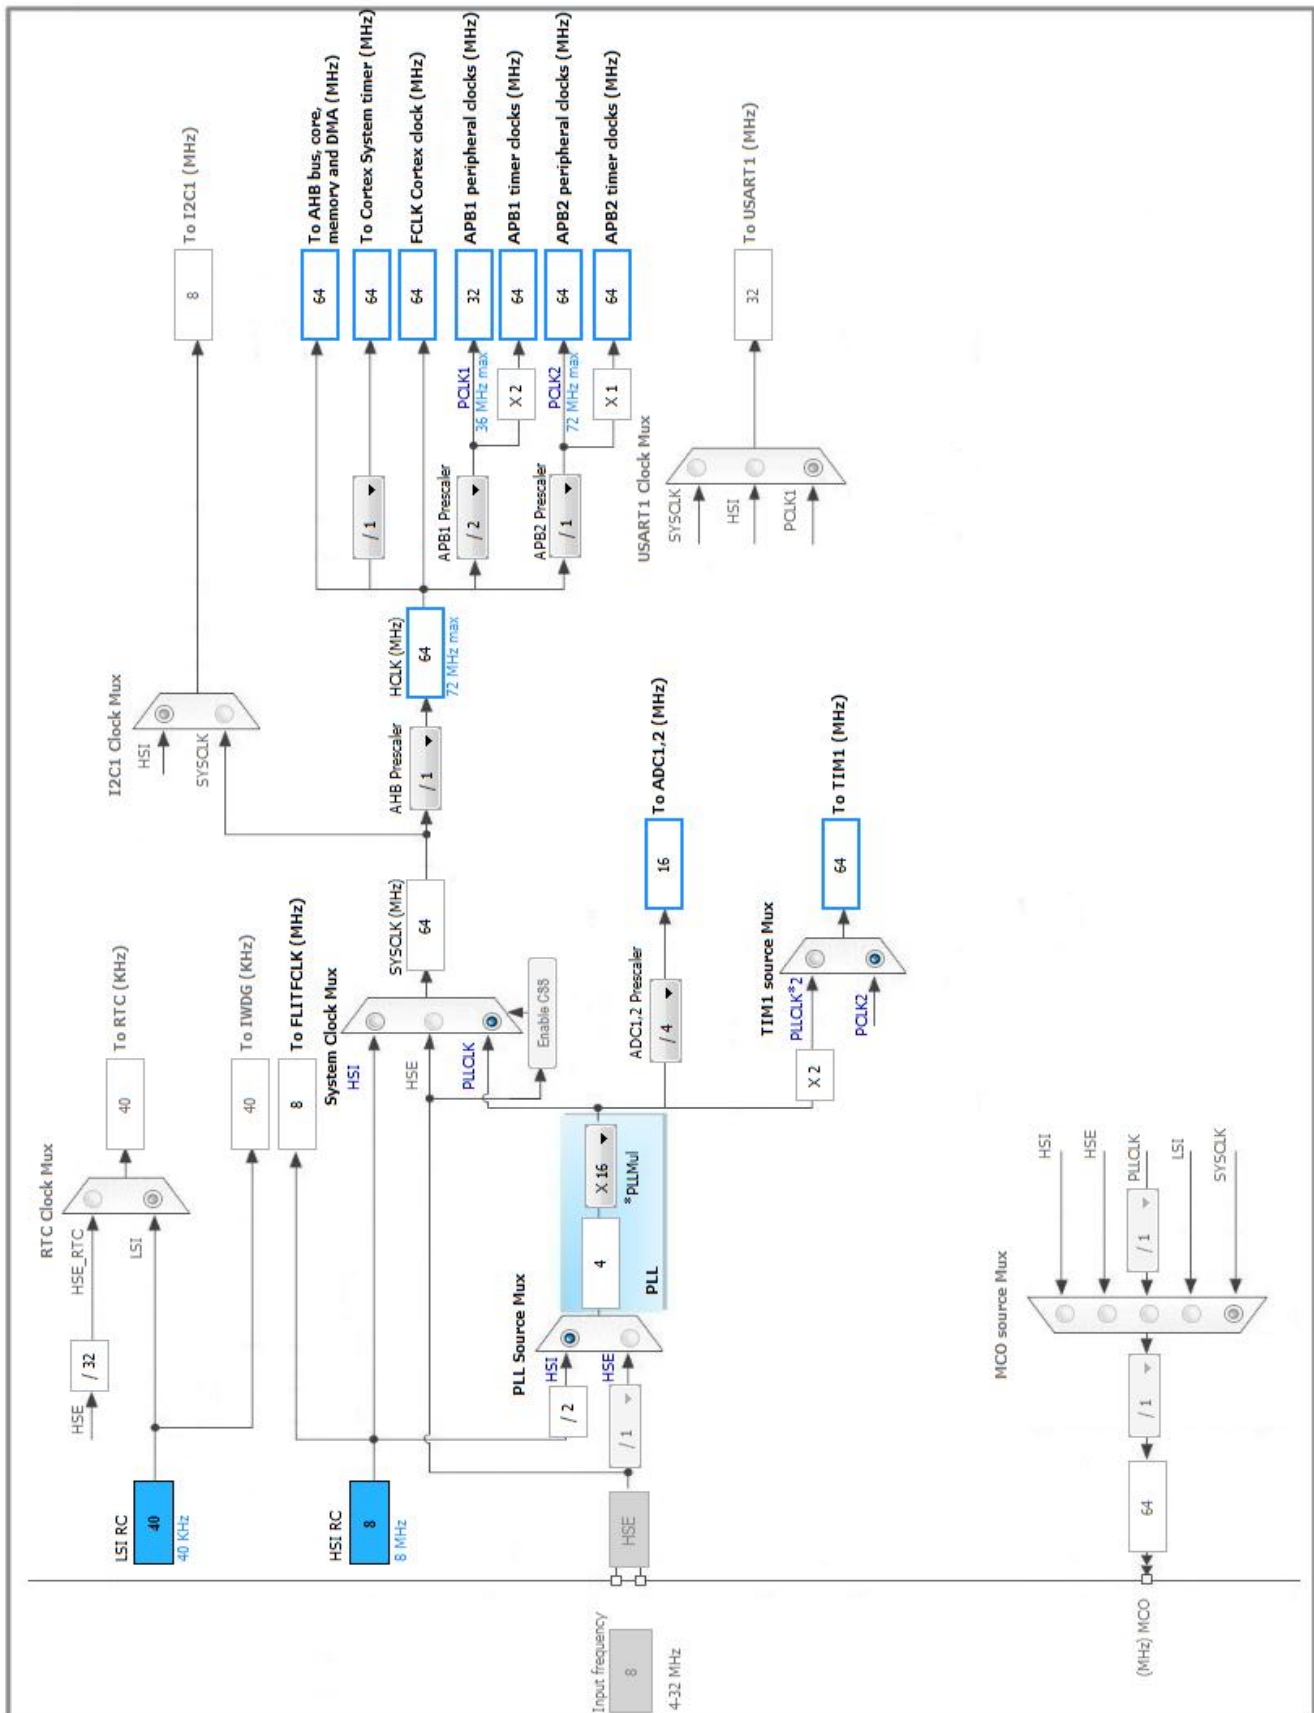 RTC Clock Mux
HSE
/ 32
HSE_RTC
LSI
40
To RTC (KHz)
LSI RC
40
40 KHz
40
To IWDG (KHz)
8
To FLITFCLK (MHz)
HSI RC
8
8 MHz
System Clock Mux
HSI
HSE
PLLCLK
Enable CSS
SYSCLK (MHz)
64
I2C1 Clock Mux
HSI
SYSCLK
8
To I2C1 (MHz)
AHB Prescaler
/ 1
HCLK (MHz)
64
72 MHz max
64
To AHB bus, core,
memory and DMA (MHz)
/ 1
64
To Cortex System timer (MHz)
64
FCLK Cortex clock (MHz)
APB1 Prescaler
/ 2
PCLK1
36 MHz max
32
APB1 peripheral clocks (MHz)
X 2
64
APB1 timer clocks (MHz)
APB2 Prescaler
/ 1
PCLK2
72 MHz max
64
APB2 peripheral clocks (MHz)
X 1
64
APB2 timer clocks (MHz)
Input frequency
8
4-32 MHz
HSE
PLL Source Mux
/ 2
HSI
/ 1
HSE
4
X 16
*PLLMul
PLL
ADC1,2 Prescaler
/ 4
16
To ADC1,2 (MHz)
TIM1 source Mux
X 2
PLLCLK*2
PCLK2
64
To TIM1 (MHz)
USART1 Clock Mux
SYSCLK
HSI
PCLK1
32
To USART1 (MHz)
MCO source Mux
HSI
HSE
/ 1
PLLCLK
LSI
SYSCLK
/ 1
64
(MHz) MCO